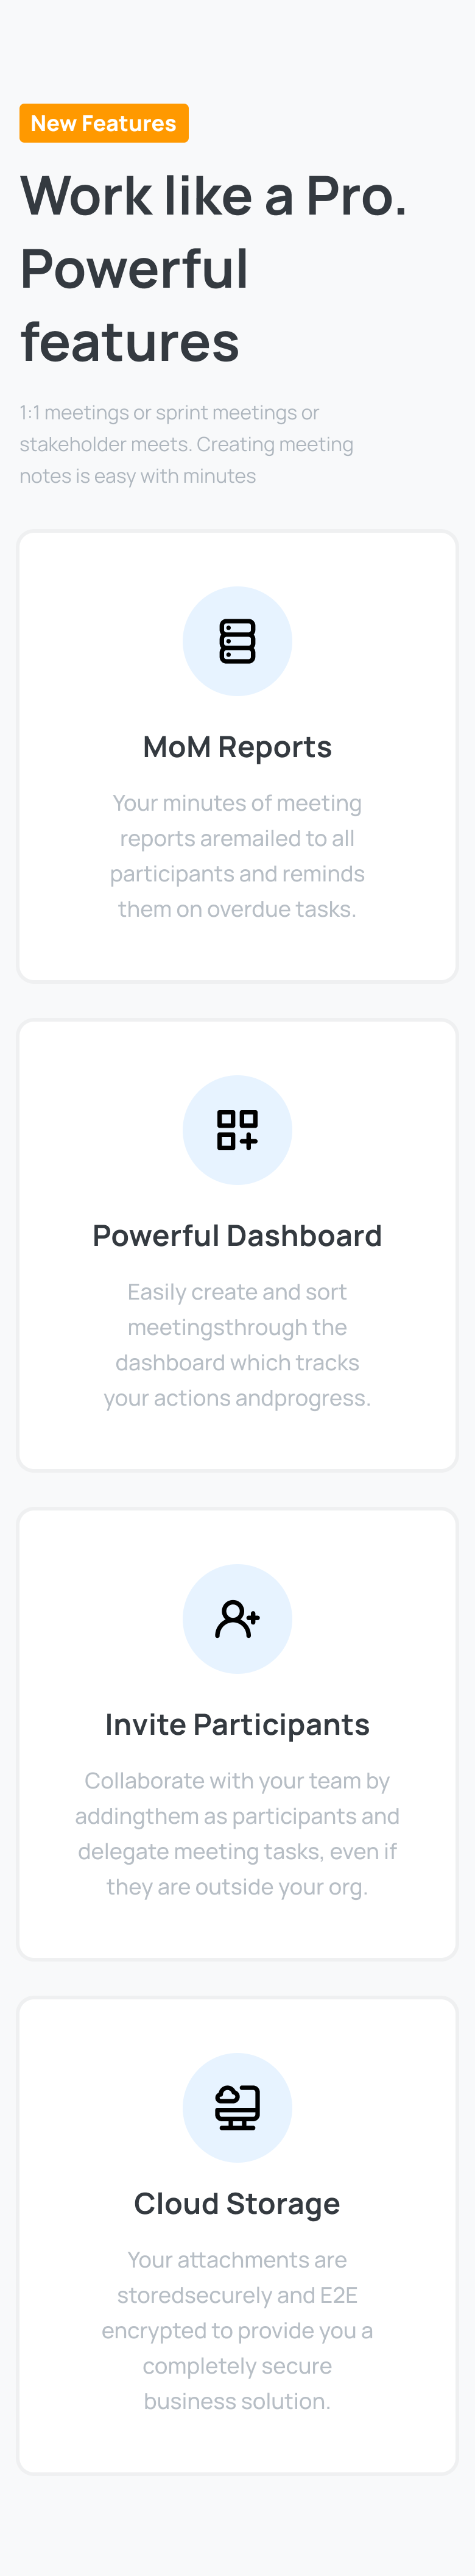 New Features
Work like a Pro.
Powerful
features
1:1 meetings or sprint meetings or
stakeholder meets. Creating meeting
notes is easy with minutes
MoM Reports
Your minutes of meeting
reports aremailed to all
participants and reminds
them on overdue tasks.
Powerful Dashboard
Easily create and sort
meetingsthrough the
dashboard which tracks
your actions andprogress.
Invite Participants
Collaborate with your team by
addingthem as participants and
delegate meeting tasks, even if
they are outside your org.
Cloud Storage
Your attachments are
storedsecurely and E2E
encrypted to provide you a
completely secure
business solution.